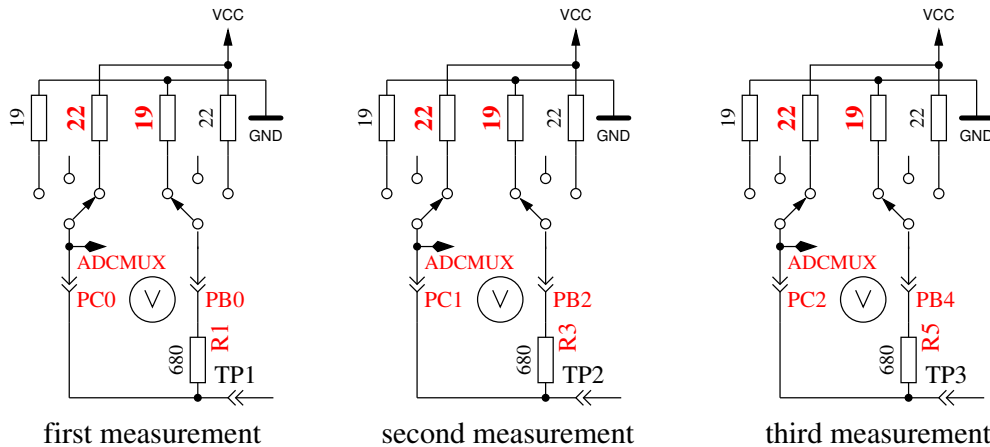 VCC
19
22
19
22
GND
ADCMUX
PC0
V
PB0
R1
680
TP1
first measurement
VCC
19
22
19
22
GND
ADCMUX
PC1
V
PB2
R3
680
TP2
second measurement
VCC
19
22
19
22
GND
ADCMUX
PC2
V
PB4
R5
680
TP3
third measurement